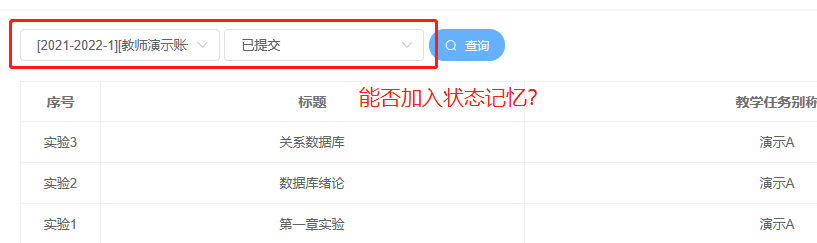 [2021-2022-1][教师演示账 已提交 查询
能否加入状态记忆?
序号 标题 教学任务别称
实验3 关系数据库 演示A
实验2 数据库绪论 演示A
实验1 第一章实验 演示A